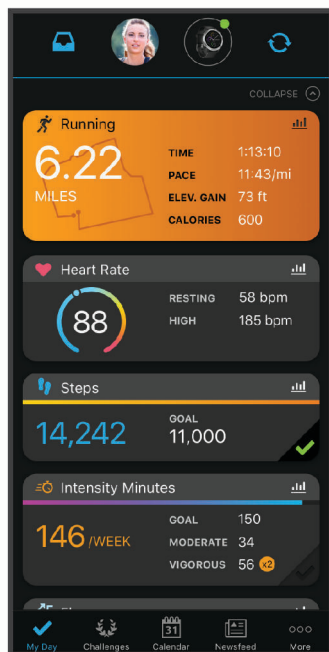 COLLAPSE
Running
6.22
MILES
TIME 1:13:10
PACE 11:43/mi
ELEV. GAIN 73 ft
CALORIES 600
Heart Rate
88
RESTING 58 bpm
HIGH 185 bpm
Steps
14,242
GOAL
11,000
Intensity Minutes
146 /WEEK
GOAL 150
MODERATE 34
VIGOROUS 56 x2
31
My Day Challenges Calendar Newsfeed More